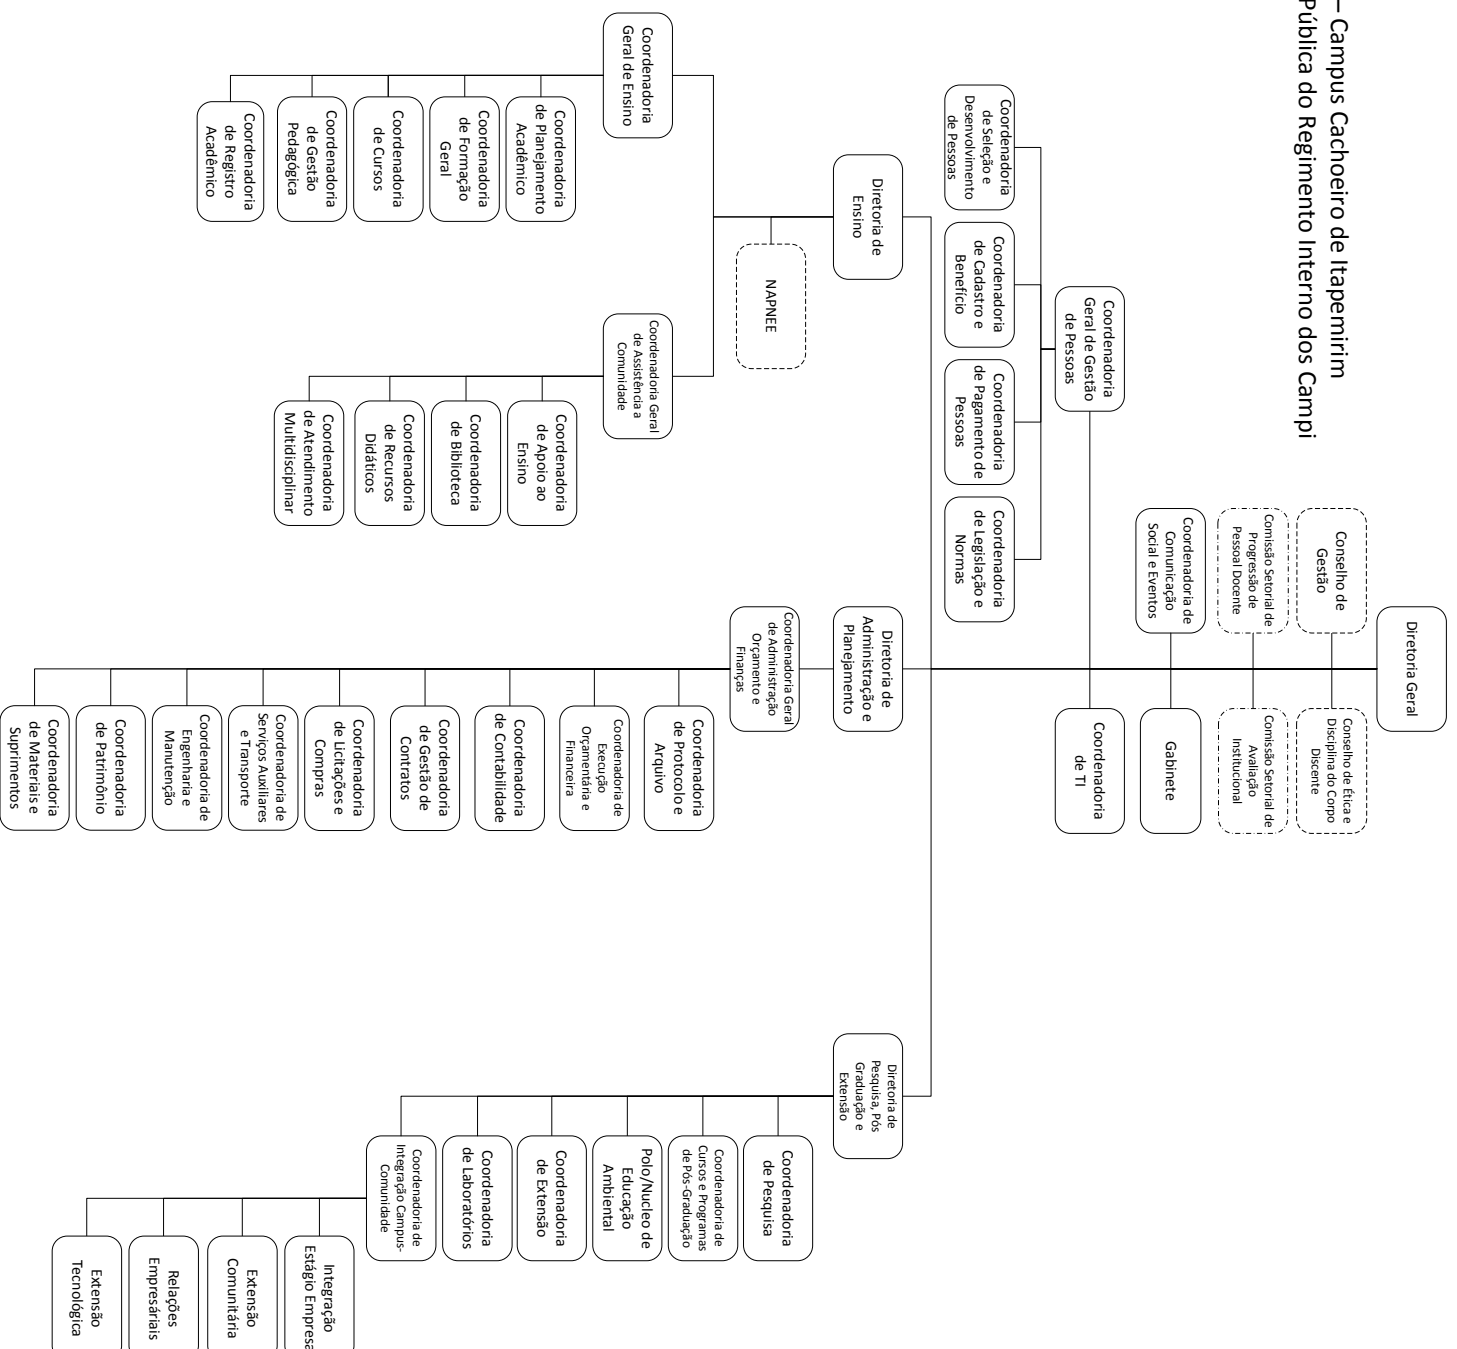 – Campus Cachoeiro de Itapemirim
Pública do Regimento Interno dos Campi
Diretoria Geral
Conselho de
Gestão
Conselho de Ética e
Disciplina do Corpo
Discente
Comissão Setorial de
Progressão de
Pessoal Docente
Comissão Setorial de
Avaliação
Institucional
Coordenadoria de
Comunicação
Social e Eventos
Gabinete
Coordenadoria
Geral de Gestão
de Pessoas
Coordenadoria
de TI
Coordenadoria
de Seleção e
Desenvolvimento
de Pessoas
Coordenadoria
de Cadastro e
Benefício
Coordenadoria
de Pagamento de
Pessoas
Coordenadoria
de Legislação e
Normas
Diretoria de
Ensino
Diretoria de
Administração e
Planejamento
Diretoria de
Pesquisa, Pós
Graduação e
Extensão
NAPNEE
Coordenadoria
Geral de Ensino
Coordenadoria Geral
de Assistência a
Comunidade
Coordenadoria
de Planejamento
Acadêmico
Coordenadoria
de Formação
Geral
Coordenadoria
de Cursos
Coordenadoria
de Gestão
Pedagógica
Coordenadoria
de Registro
Acadêmico
Coordenadoria
de Apoio ao
Ensino
Coordenadoria
de Biblioteca
Coordenadoria
de Recursos
Didáticos
Coordenadoria
de Atendimento
Multidisciplinar
Coordenadoria Geral
de Administração
Orçamento e
Finanças
Coordenadoria
de Protocolo e
Arquivo
Coordenadoria de
Execução
Orçamentária e
Financeira
Coordenadoria
de Contabilidade
Coordenadoria
de Gestão de
Contratos
Coordenadoria
de Licitações e
Compras
Coordenadoria de
Serviços Auxiliares
e Transporte
Coordenadoria de
Engenharia e
Manutenção
Coordenadoria
de Patrimônio
Coordenadoria
de Materiais e
Suprimentos
Coordenadoria
de Pesquisa
Coordenadoria de
Cursos e Programas
de Pós-Graduação
Polo/Nucleo de
Educação
Ambiental
Coordenadoria
de Extensão
Coordenadoria
de Laboratórios
Coordenadoria de
Integração Campus-
Comunidade
Integração
Estágio Empresa
Extensão
Comunitária
Relações
Empresáriais
Extensão
Tecnológica